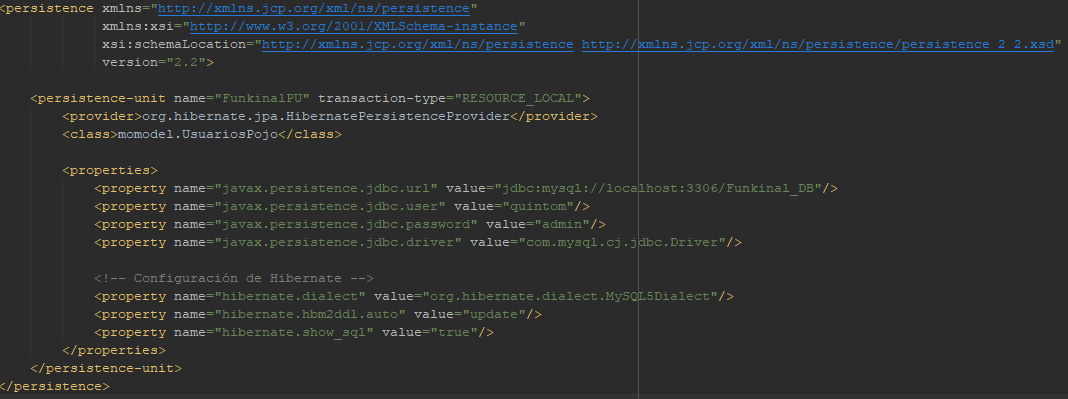 <persistence xmlns="http://xmlns.jcp.org/xml/ns/persistence"
xmlns:xsi="http://www.w3.org/2001/XMLSchema-instance"
xsi:schemaLocation="http://xmlns.jcp.org/xml/ns/persistence http://xmlns.jcp.org/xml/ns/persistence/persistence_2_2.xsd"
version="2.2">
<persistence-unit name="FunkinalPU" transaction-type="RESOURCE_LOCAL">
<provider>org.hibernate.jpa.HibernatePersistenceProvider</provider>
<class>momodel.UsuariosPojo</class>
<properties>
<property name="javax.persistence.jdbc.url" value="jdbc:mysql://localhost:3306/Funkinal_DB"/>
<property name="javax.persistence.jdbc.user" value="quintom"/>
<property name="javax.persistence.jdbc.password" value="admin"/>
<property name="javax.persistence.jdbc.driver" value="com.mysql.cj.jdbc.Driver"/>
<!-- Configuración de Hibernate -->
<property name="hibernate.dialect" value="org.hibernate.dialect.MySQL5Dialect"/>
<property name="hibernate.hbm2ddl.auto" value="update"/>
<property name="hibernate.show_sql" value="true"/>
</properties>
</persistence-unit>
</persistence>